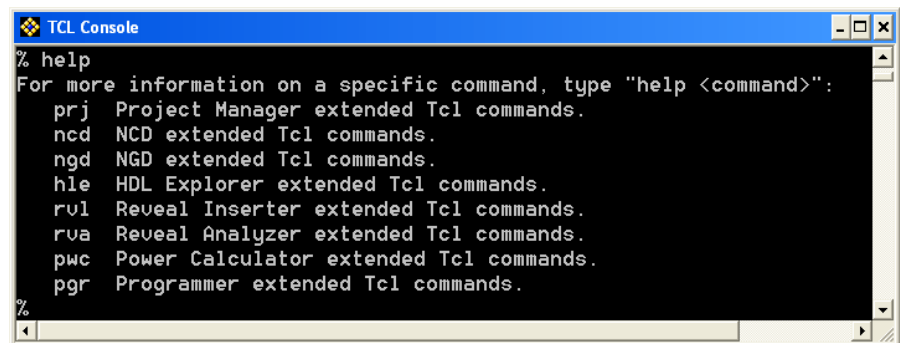 TCL Console
% help
For more information on a specific command, type "help <command>":
prj Project Manager extended Tcl commands.
ncd NCD extended Tcl commands.
ngd NGD extended Tcl commands.
hle HDL Explorer extended Tcl commands.
rvl Reveal Inserter extended Tcl commands.
rva Reveal Analyzer extended Tcl commands.
pwc Power Calculator extended Tcl commands.
pgr Programmer extended Tcl commands.
%